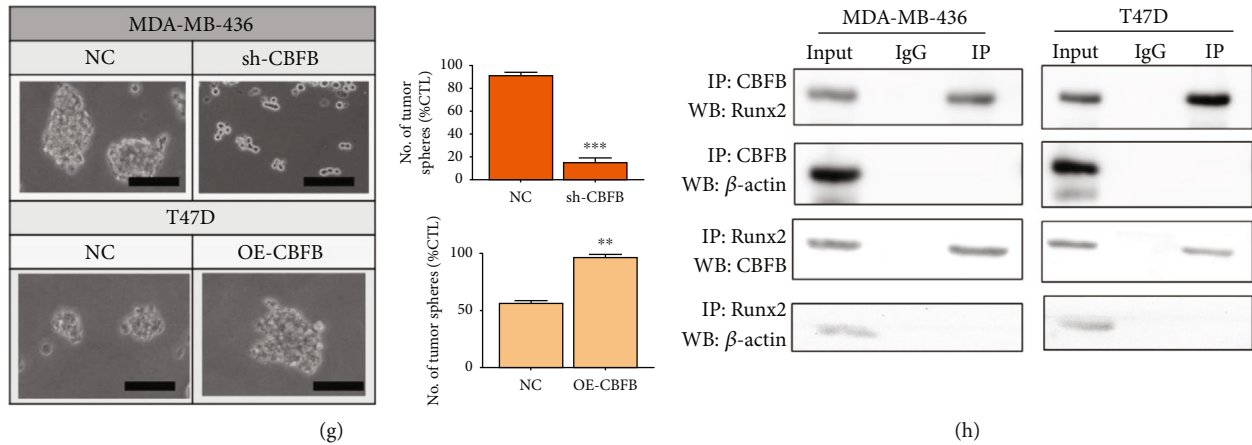 MDA-MB-436
NC sh-CBFB
T47D
NC OE-CBFB
(g)
No. of tumor
spheres (%CTL)
100
80
60
40
20
0
***
NC sh-CBFB
No. of tumor spheres (%CTL)
100
50
0
**
NC OE-CBFB
MDA-MB-436 T47D
Input IgG IP Input IgG IP
IP: CBFB
WB: Runx2
IP: CBFB
WB: β-actin
IP: Runx2
WB: CBFB
IP: Runx2
WB: β-actin
(h)